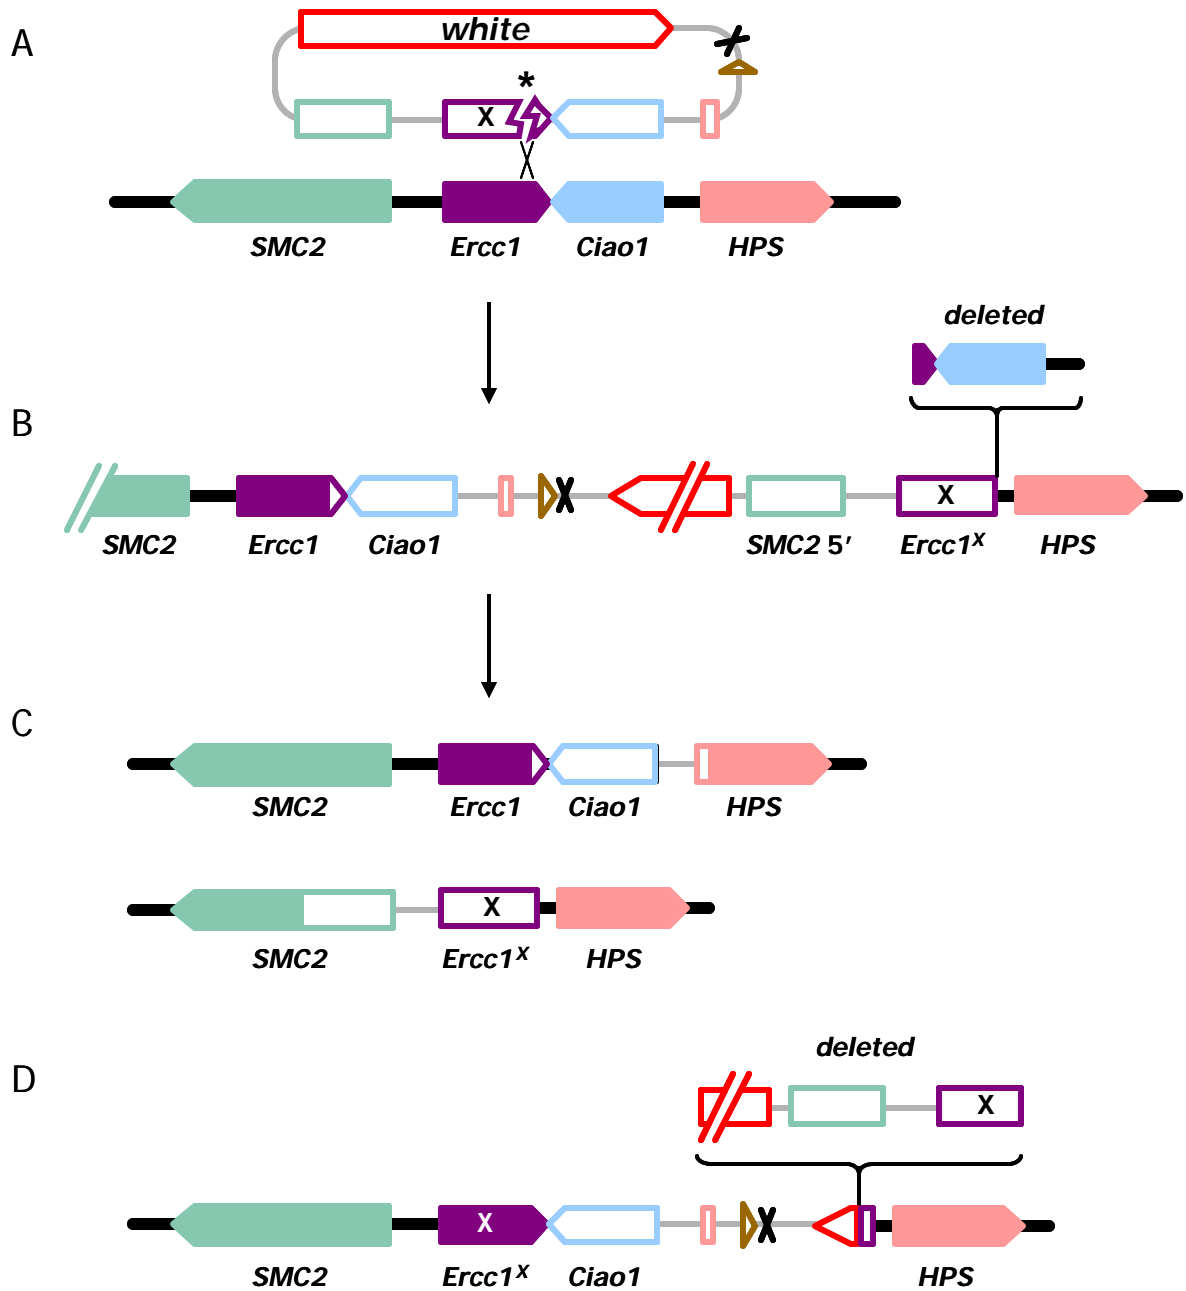 A
white
*
X
SMC2 Ercc1 Ciao1 HPS
deleted
B
X
SMC2 Ercc1 Ciao1 SMC2 5' Ercc1X HPS
C
SMC2 Ercc1 Ciao1 HPS
X
SMC2 Ercc1X HPS
deleted
D
X
X
SMC2 Ercc1X Ciao1 HPS